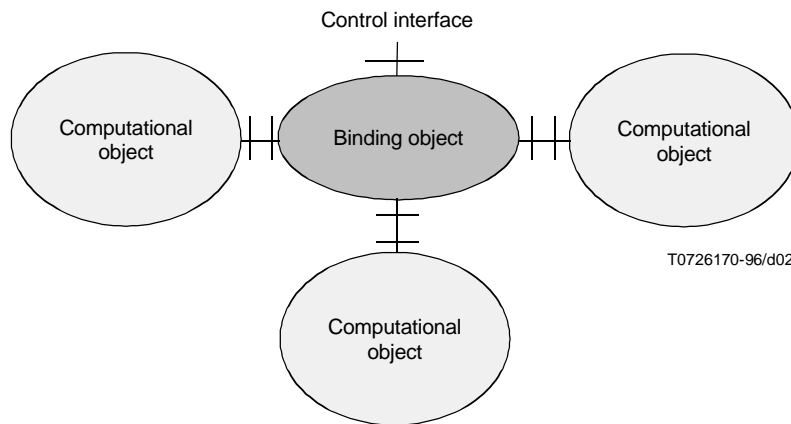 Control interface
Computational
object
Binding object
Computational
object
T0726170-96/d02
Computational
object